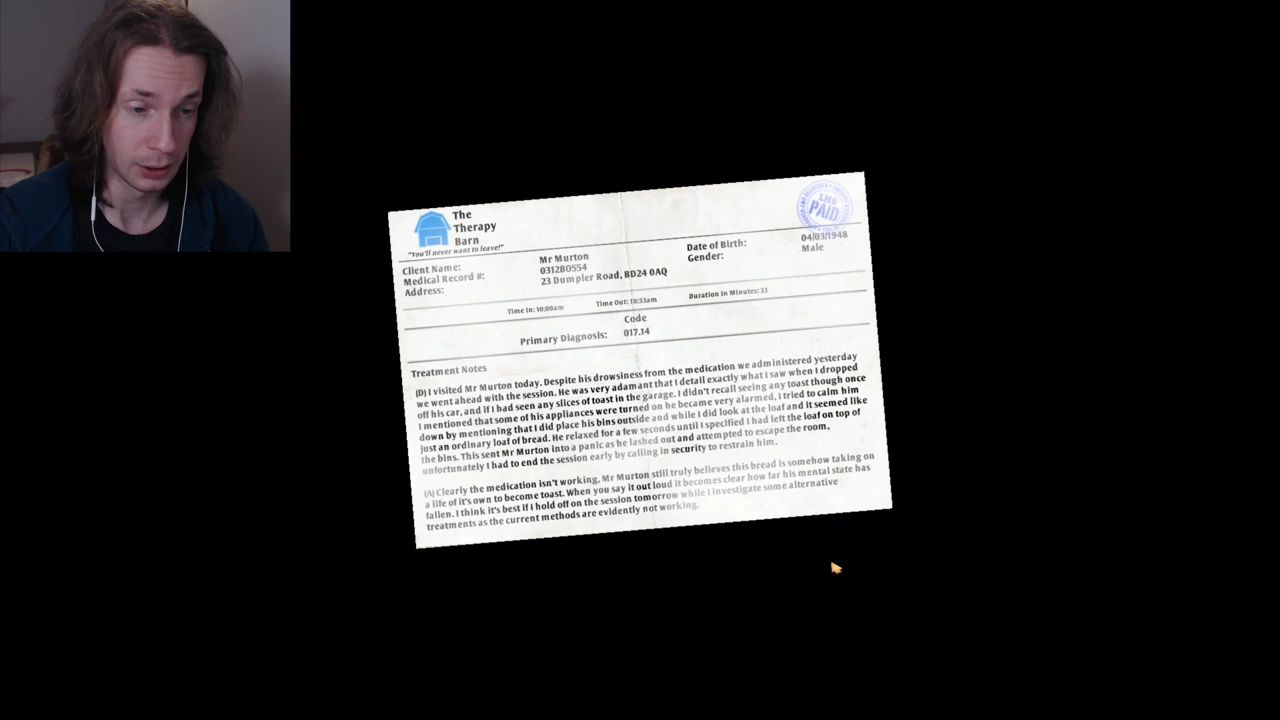 The
Therapy
Barn
"You'll never want to leave!"
LHS
PAID
Client Name: Mr Murton Date of Birth: 04/03/1948
Medical Record #: 0312B0554 Gender: Male
Address: 23 Dumpler Road, BD24 0AQ
Time In: 10:00am Time Out: 10:33am Duration in Minutes: 33
Code
Primary Diagnosis: 017.14
Treatment Notes
(D) I visited Mr Murton today. Despite his drowsiness from the medication we administered yesterday
we went ahead with the session. He was very adamant that I detail exactly what I saw when I dropped
off his car, and if I had seen any slices of toast in the garage. I didn't recall seeing any toast though once
I mentioned that some of his appliances were turned on he became very alarmed, I tried to calm him
down by mentioning that I did place his bins outside and while I did look at the loaf and it seemed like
just an ordinary loaf of bread. He relaxed for a few seconds until I specified I had left the loaf on top of
the bins. This sent Mr Murton into a panic as he lashed out and attempted to escape the room,
unfortunately I had to end the session early by calling in security to restrain him.
(A) Clearly the medication isn't working, Mr Murton still truly believes this bread is somehow taking on
a life of it's own to become toast. When you say it out loud it becomes clear how far his mental state has
fallen. I think it's best if I hold off on the session tomorrow while I investigate some alternative
treatments as the current methods are evidently not working.